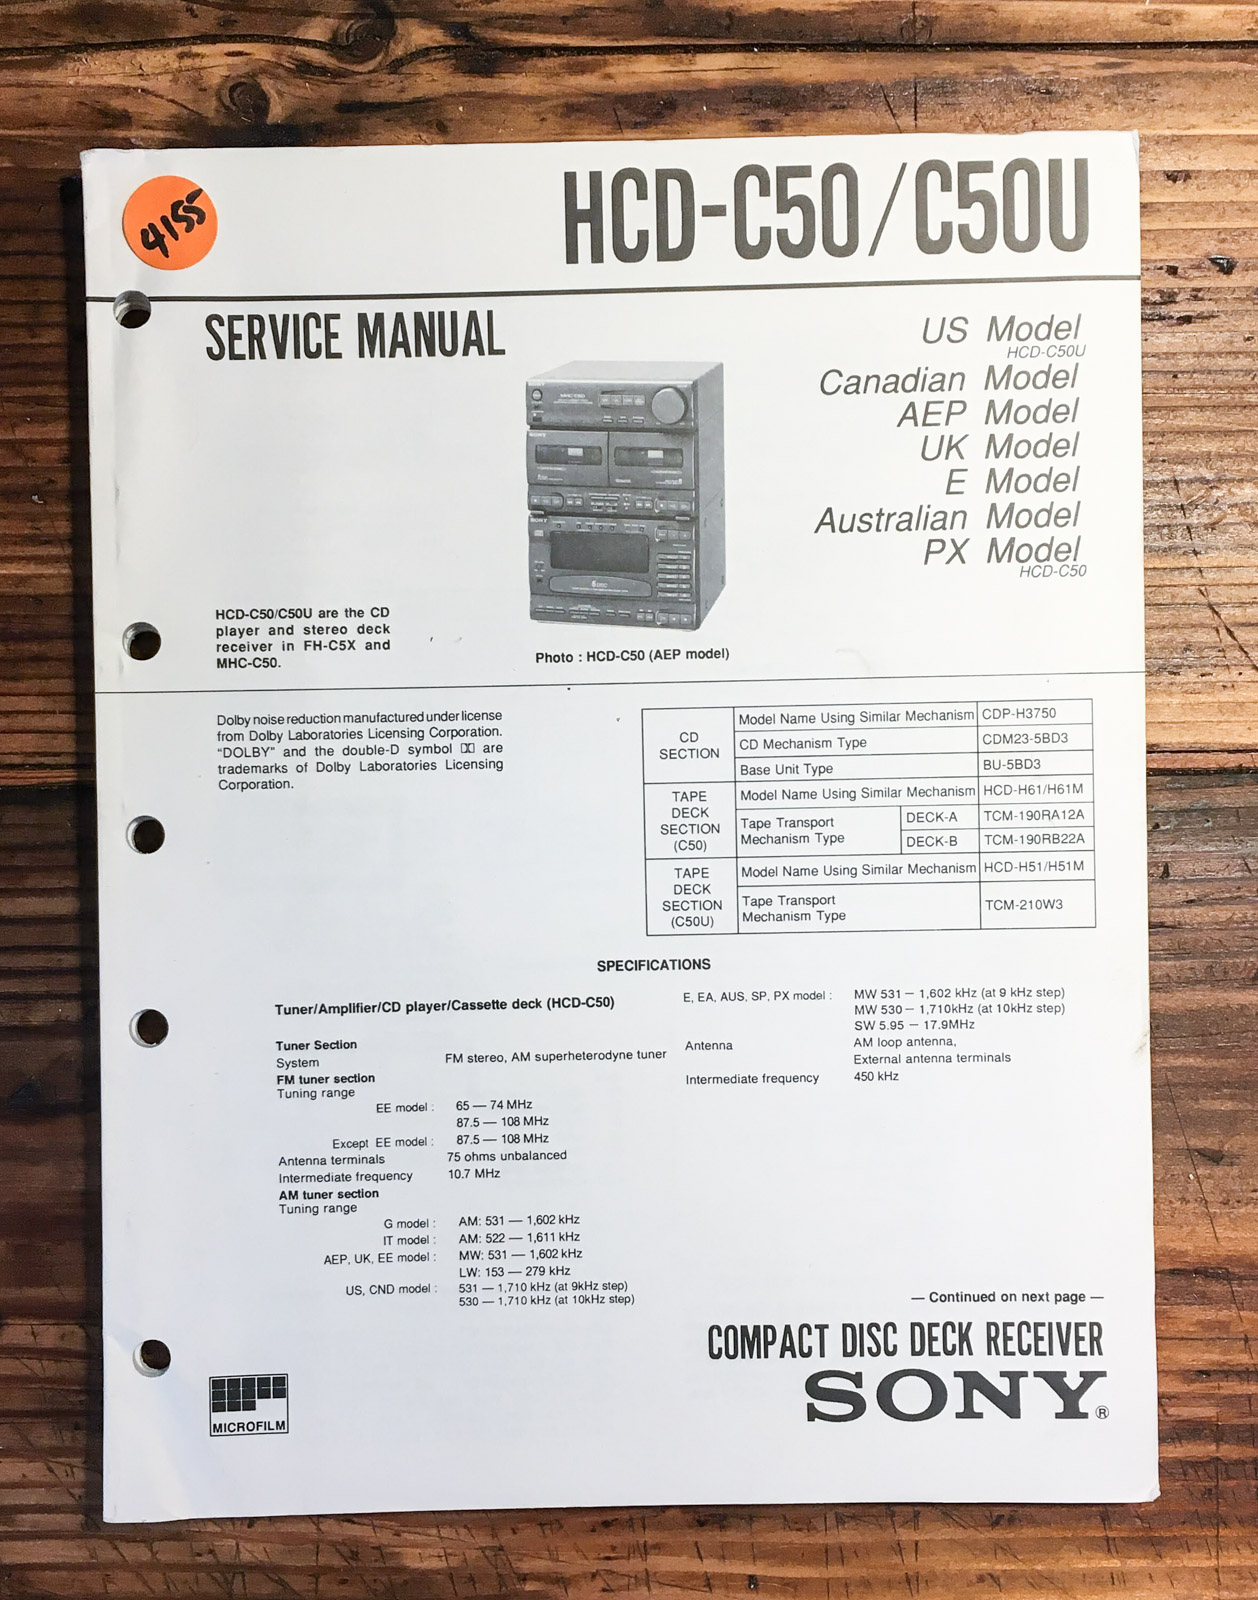 4155
HCD-C50/C50U
SERVICE MANUAL
US Model
HCD-C50U
Canadian Model
AEP Model
UK Model
E Model
Australian Model
PX Model
HCD-C50
SONY
MHC-C50
SONY
SONY
5 DISC
HCD-C50/C50U are the CD
player and stereo deck
receiver in FH-C5X and
MHC-C50.
Photo : HCD-C50 (AEP model)
Dolby noise reduction manufactured under license
from Dolby Laboratories Licensing Corporation.
“DOLBY” and the double-D symbol are
trademarks of Dolby Laboratories Licensing
Corporation.
CD
SECTION
Model Name Using Similar Mechanism CDP-H3750
CD Mechanism Type CDM23-5BD3
Base Unit Type BU-5BD3
TAPE
DECK
SECTION
(C50)
Model Name Using Similar Mechanism HCD-H61/H61M
Tape Transport
Mechanism Type
DECK-A TCM-190RA12A
DECK-B TCM-190RB22A
TAPE
DECK
SECTION
(C50U)
Model Name Using Similar Mechanism HCD-H51/H51M
Tape Transport
Mechanism Type
TCM-210W3
SPECIFICATIONS
Tuner/Amplifier/CD player/Cassette deck (HCD-C50)
Tuner Section
System FM stereo, AM superheterodyne tuner
FM tuner section
Tuning range
EE model : 65 — 74 MHz
87.5 — 108 MHz
Except EE model : 87.5 — 108 MHz
Antenna terminals 75 ohms unbalanced
Intermediate frequency 10.7 MHz
AM tuner section
Tuning range
G model : AM: 531 — 1,602 kHz
IT model : AM: 522 — 1,611 kHz
AEP, UK, EE model : MW: 531 — 1,602 kHz
LW: 153 — 279 kHz
US, CND model : 531 — 1,710 kHz (at 9kHz step)
530 — 1,710 kHz (at 10kHz step)
E, EA, AUS, SP, PX model : MW 531 – 1,602 kHz (at 9 kHz step)
MW 530 – 1,710kHz (at 10kHz step)
SW 5.95 – 17.9MHz
Antenna AM loop antenna,
External antenna terminals
Intermediate frequency 450 kHz
— Continued on next page —
COMPACT DISC DECK RECEIVER
SONY®
MICROFILM